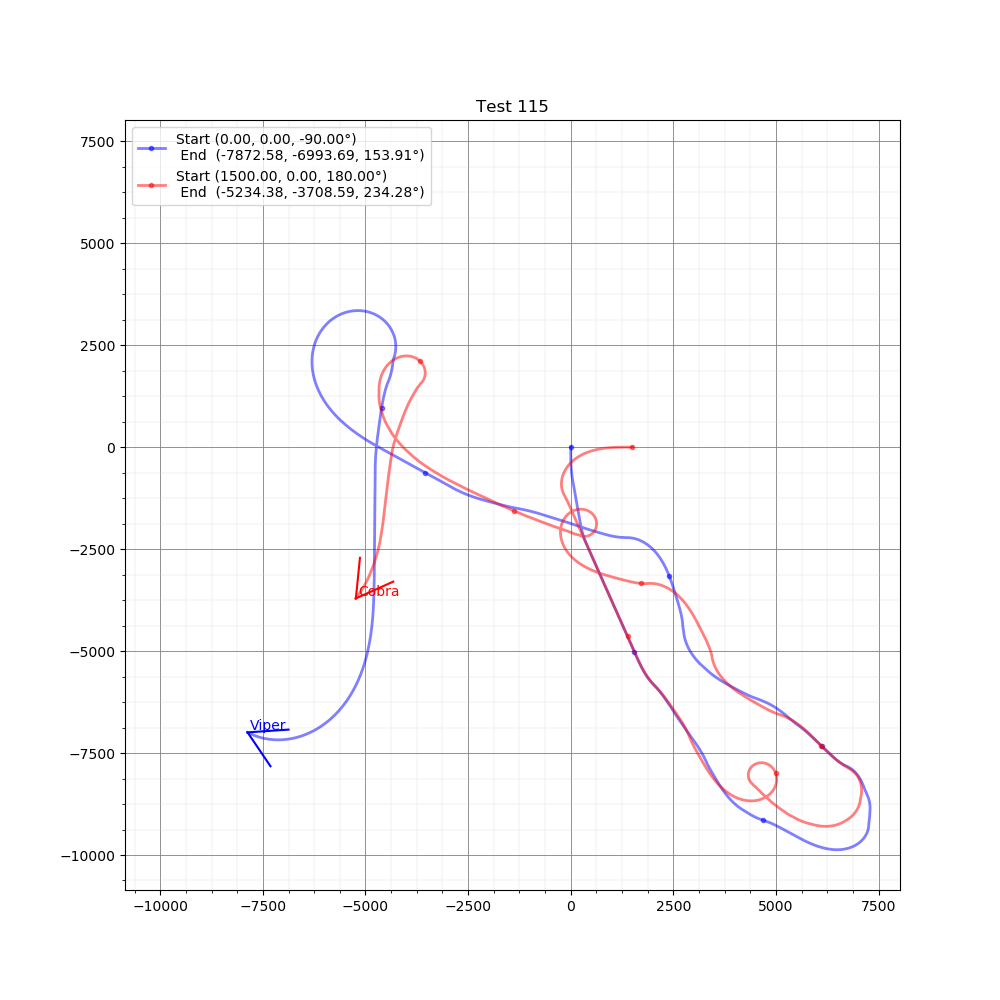 Test 115
Start (0.00, 0.00, -90.00°)
End  (-7872.58, -6993.69, 153.91°)
Start (1500.00, 0.00, 180.00°)
End  (-5234.38, -3708.59, 234.28°)
7500
5000
2500
0
−2500
−5000
−7500
−10000
Cobra
Viper
−10000 −7500 −5000 −2500 0 2500 5000 7500